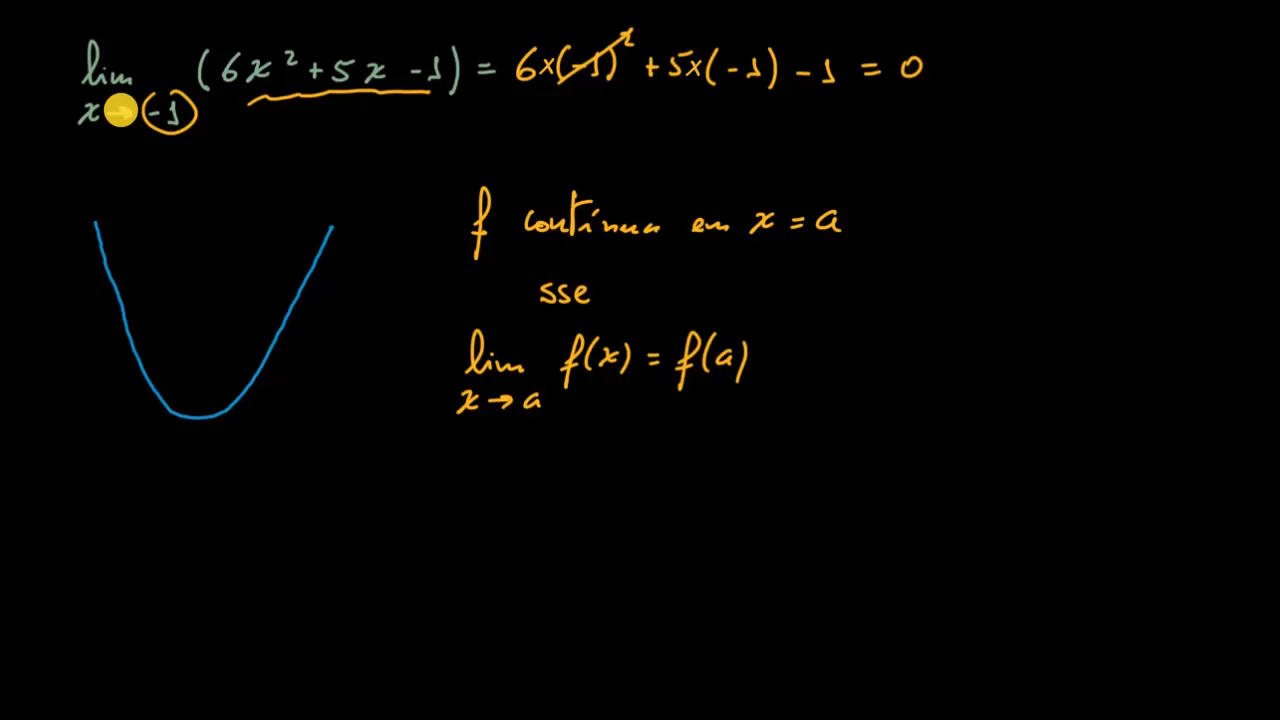 lim (6x² + 5x - 1) = 6×(-1)² + 5×(-1) - 1 = 0
x → -1
f contínua em x = a
sse
lim f(x) = f(a)
x → a